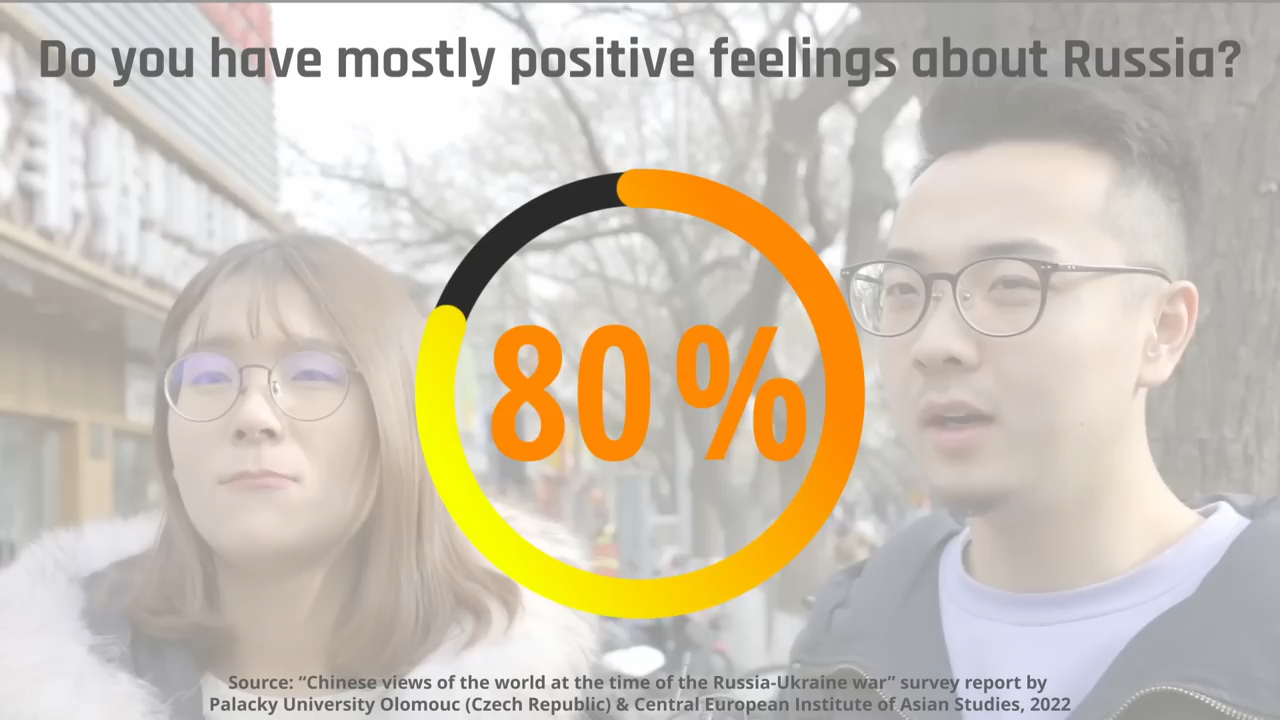 Do you have mostly positive feelings about Russia?
80 %
Source: “Chinese views of the world at the time of the Russia-Ukraine war” survey report by
Palacky University Olomouc (Czech Republic) & Central European Institute of Asian Studies, 2022